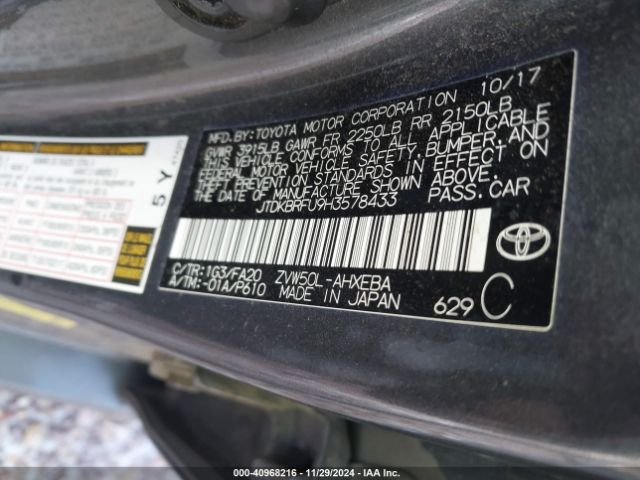 MFD. BY: TOYOTA MOTOR CORPORATION 10/17
GVWR 3915LB GAWR FR 2250LB RR 2150LB
THIS VEHICLE CONFORMS TO ALL APPLICABLE
FEDERAL MOTOR VEHICLE SAFETY, BUMPER, AND
THEFT PREVENTION STANDARDS IN EFFECT ON
THE DATE OF MANUFACTURE SHOWN ABOVE.
JTDKBRFU9H3578433 PASS. CAR
C/TR: 1G3/FA20 ZVW50L-AHXEBA
A/TM: -01A/P610 MADE IN JAPAN 629 C
TOYOTA
5 Y
000-40968216 - 11/29/2024 - IAA Inc.